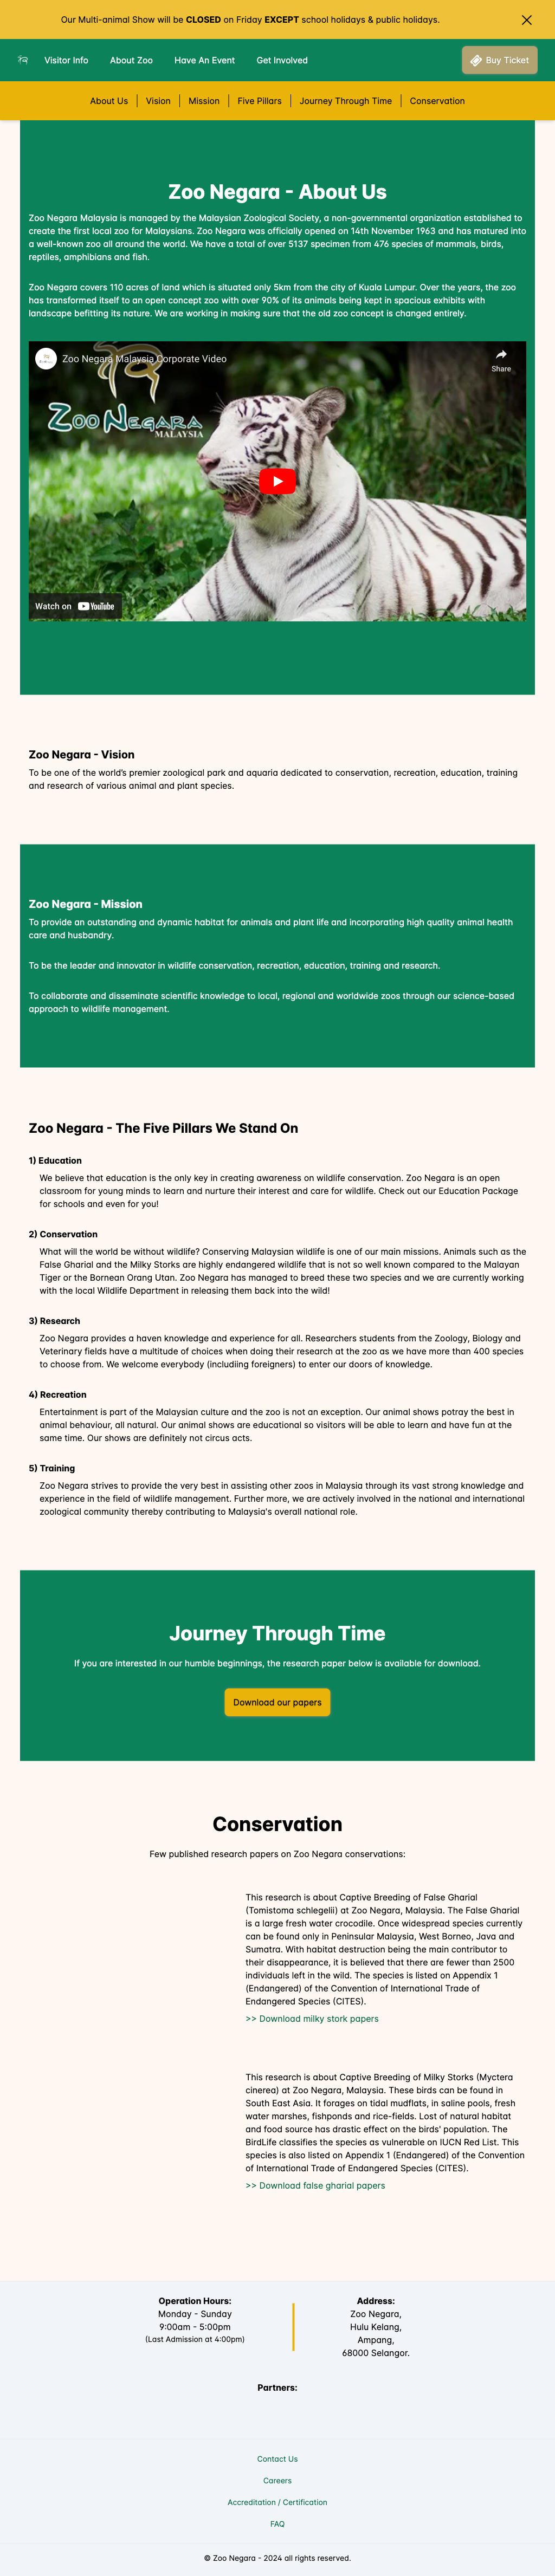 Our Multi-animal Show will be CLOSED on Friday EXCEPT school holidays & public holidays.
Visitor Info
About Zoo
Have An Event
Get Involved
Buy Ticket
About Us
Vision
Mission
Five Pillars
Journey Through Time
Conservation
Zoo Negara - About Us
Zoo Negara Malaysia is managed by the Malaysian Zoological Society, a non-governmental organization established to
create the first local zoo for Malaysians. Zoo Negara was officially opened on 14th November 1963 and has matured into
a well-known zoo all around the world. We have a total of over 5137 specimen from 476 species of mammals, birds,
reptiles, amphibians and fish.
Zoo Negara covers 110 acres of land which is situated only 5km from the city of Kuala Lumpur. Over the years, the zoo
has transformed itself to an open concept zoo with over 90% of its animals being kept in spacious exhibits with
landscape befitting its nature. We are working in making sure that the old zoo concept is changed entirely.
Zoo Negara Malaysia Corporate Video
Share
ZOO NEGARA
MALAYSIA
Watch on YouTube
Zoo Negara - Vision
To be one of the world's premier zoological park and aquaria dedicated to conservation, recreation, education, training
and research of various animal and plant species.
Zoo Negara - Mission
To provide an outstanding and dynamic habitat for animals and plant life and incorporating high quality animal health
care and husbandry.
To be the leader and innovator in wildlife conservation, recreation, education, training and research.
To collaborate and disseminate scientific knowledge to local, regional and worldwide zoos through our science-based
approach to wildlife management.
Zoo Negara - The Five Pillars We Stand On
1) Education
We believe that education is the only key in creating awareness on wildlife conservation. Zoo Negara is an open
classroom for young minds to learn and nurture their interest and care for wildlife. Check out our Education Package
for schools and even for you!
2) Conservation
What will the world be without wildlife? Conserving Malaysian wildlife is one of our main missions. Animals such as the
False Gharial and the Milky Storks are highly endangered wildlife that is not so well known compared to the Malayan
Tiger or the Bornean Orang Utan. Zoo Negara has managed to breed these two species and we are currently working
with the local Wildlife Department in releasing them back into the wild!
3) Research
Zoo Negara provides a haven knowledge and experience for all. Researchers students from the Zoology, Biology and
Veterinary fields have a multitude of choices when doing their research at the zoo as we have more than 400 species
to choose from. We welcome everybody (includiing foreigners) to enter our doors of knowledge.
4) Recreation
Entertainment is part of the Malaysian culture and the zoo is not an exception. Our animal shows potray the best in
animal behaviour, all natural. Our animal shows are educational so visitors will be able to learn and have fun at the
same time. Our shows are definitely not circus acts.
5) Training
Zoo Negara strives to provide the very best in assisting other zoos in Malaysia through its vast strong knowledge and
experience in the field of wildlife management. Further more, we are actively involved in the national and international
zoological community thereby contributing to Malaysia's overall national role.
Journey Through Time
If you are interested in our humble beginnings, the research paper below is available for download.
Download our papers
Conservation
Few published research papers on Zoo Negara conservations:
This research is about Captive Breeding of False Gharial
(Tomistoma schlegelii) at Zoo Negara, Malaysia. The False Gharial
is a large fresh water crocodile. Once widespread species currently
can be found only in Peninsular Malaysia, West Borneo, Java and
Sumatra. With habitat destruction being the main contributor to
their disappearance, it is believed that there are fewer than 2500
individuals left in the wild. The species is listed on Appendix 1
(Endangered) of the Convention of International Trade of
Endangered Species (CITES).
>> Download milky stork papers
This research is about Captive Breeding of Milky Storks (Myctera
cinerea) at Zoo Negara, Malaysia. These birds can be found in
South East Asia. It forages on tidal mudflats, in saline pools, fresh
water marshes, fishponds and rice-fields. Lost of natural habitat
and food source has drastic effect on the birds' population. The
BirdLife classifies the species as vulnerable on IUCN Red List. This
species is also listed on Appendix 1 (Endangered) of the Convention
of International Trade of Endangered Species (CITES).
>> Download false gharial papers
Operation Hours:
Monday - Sunday
9:00am - 5:00pm
(Last Admission at 4:00pm)
Address:
Zoo Negara,
Hulu Kelang,
Ampang,
68000 Selangor.
Partners:
Contact Us
Careers
Accreditation / Certification
FAQ
© Zoo Negara - 2024 all rights reserved.